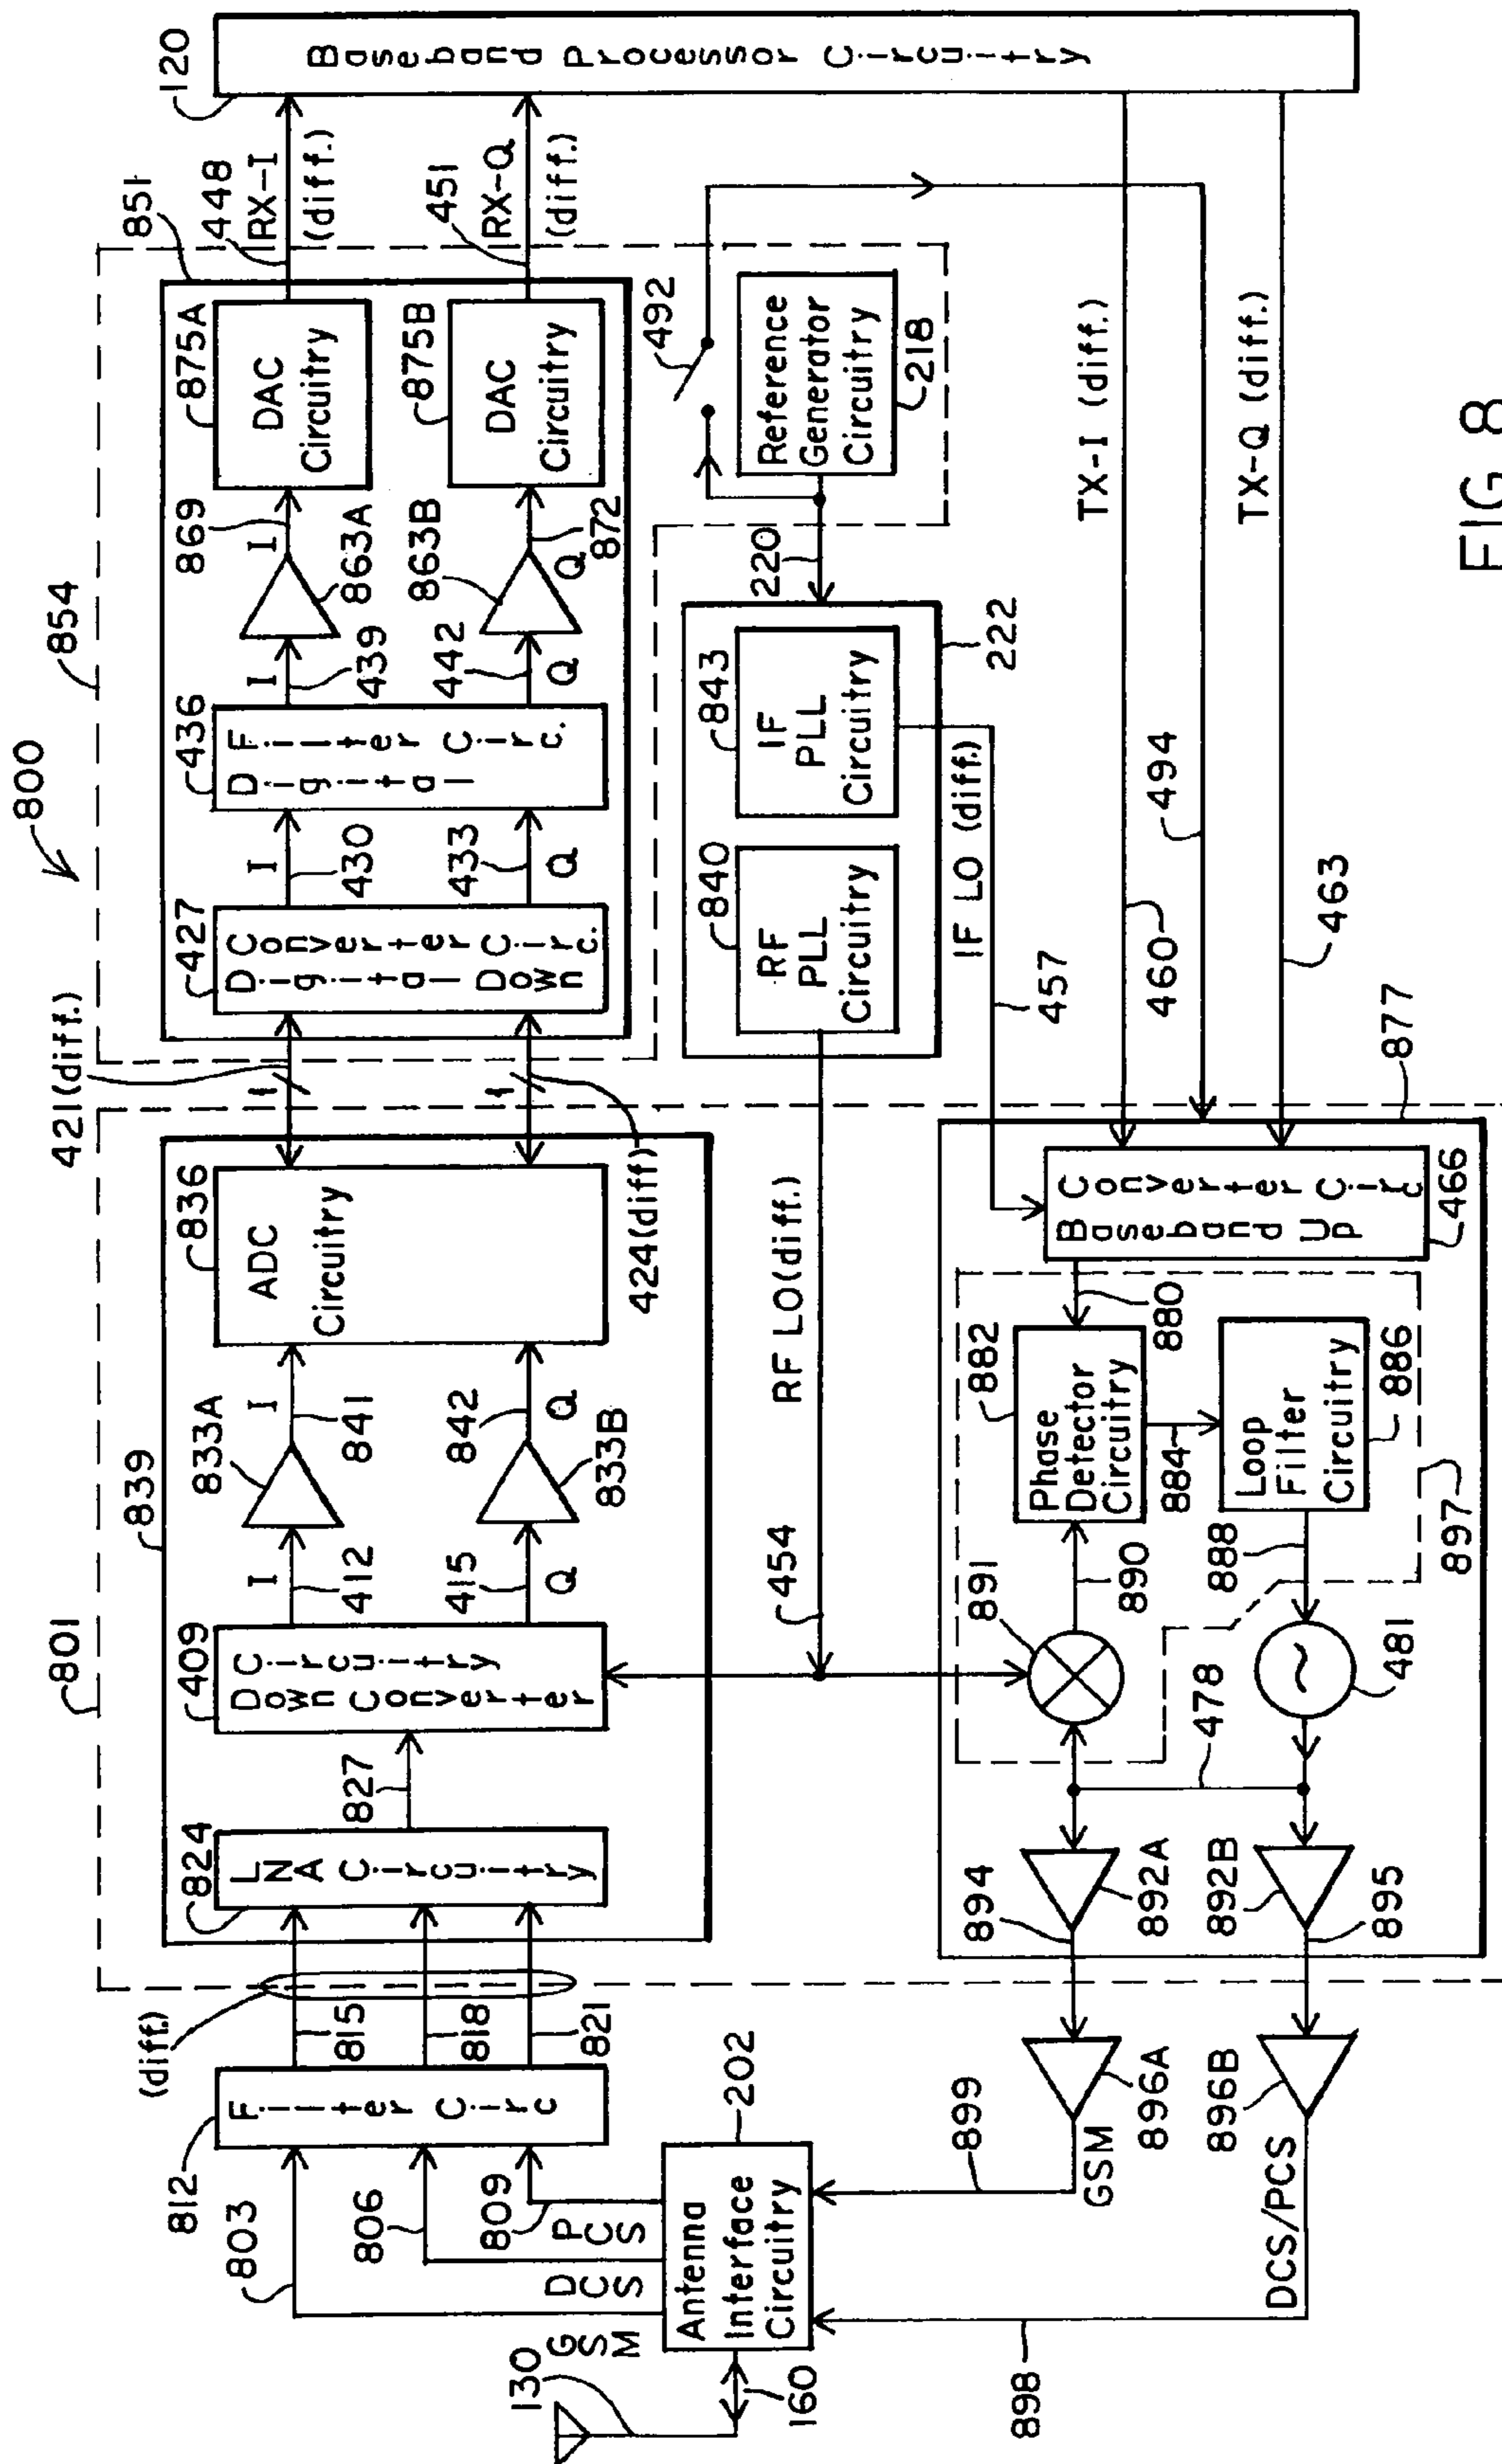 800
801
854
839
851
120
812
803
806
809
(diff.)
815
818
821
824
LNA Circuitry
827
409
Down Converter
Circuitry
I
412
415
Q
833A
833B
I
841
842
Q
836
ADC
Circuitry
421(diff.)
424(diff)
427
Digital Down
Converter Circ.
I
430
433
Q
436
Digital
Filter Circ.
I
439
442
Q
863A
863B
I
869
872
Q
875A
DAC
Circuitry
875B
DAC
Circuitry
448
RX-I
(diff.)
451
RX-Q
(diff.)
Baseband Processor Circuitry
Filter Circ
130
GSM
DCS
PCS
160
Antenna
Interface
Circuitry
202
454
RF LO(diff.)
840
RF
PLL
Circuitry
843
IF
PLL
Circuitry
222
220
492
Reference
Generator
Circuitry
218
IF LO (diff.)
457
460
494
463
TX-I (diff.)
TX-Q (diff.)
877
899
GSM
896A
898
DCS/PCS
896B
894
892A
892B
895
478
481
891
890
888
882
Phase
Detector
Circuitry
884
880
Loop
Filter
Circuitry
886
897
Baseband Up
Converter Circ
466
FIG. 8